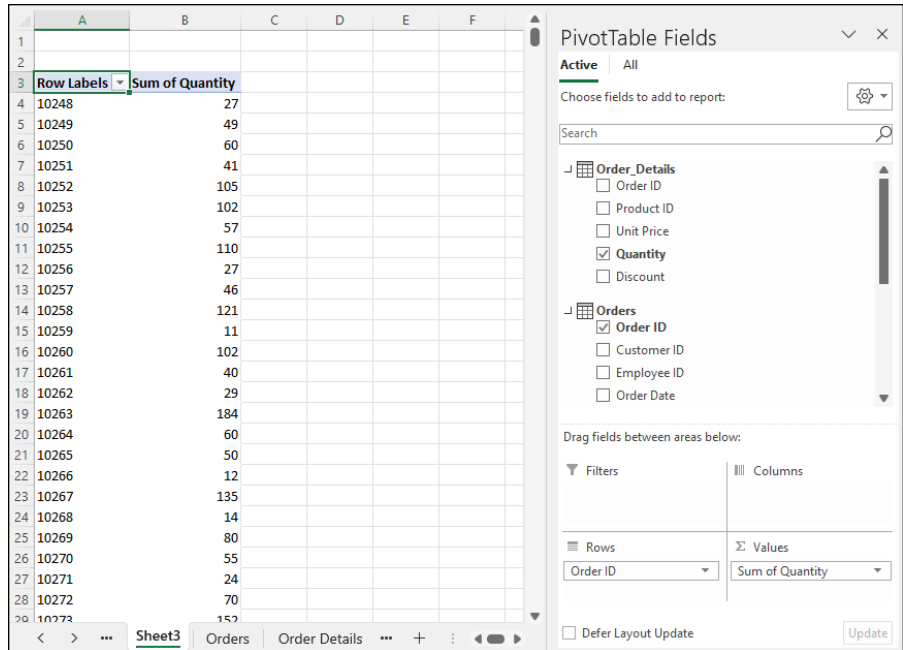 A B C D E F
1
2
3 Row Labels Sum of Quantity
4 10248 27
5 10249 49
6 10250 60
7 10251 41
8 10252 105
9 10253 102
10 10254 57
11 10255 110
12 10256 27
13 10257 46
14 10258 121
15 10259 11
16 10260 102
17 10261 40
18 10262 29
19 10263 184
20 10264 60
21 10265 50
22 10266 12
23 10267 135
24 10268 14
25 10269 80
26 10270 55
27 10271 24
28 10272 70
29 10273 152
Sheet3 Orders Order Details
PivotTable Fields
Active All
Choose fields to add to report:
Search
Order_Details
Order ID
Product ID
Unit Price
Quantity
Discount
Orders
Order ID
Customer ID
Employee ID
Order Date
Drag fields between areas below:
Filters Columns
Rows Σ Values
Order ID Sum of Quantity
Defer Layout Update Update